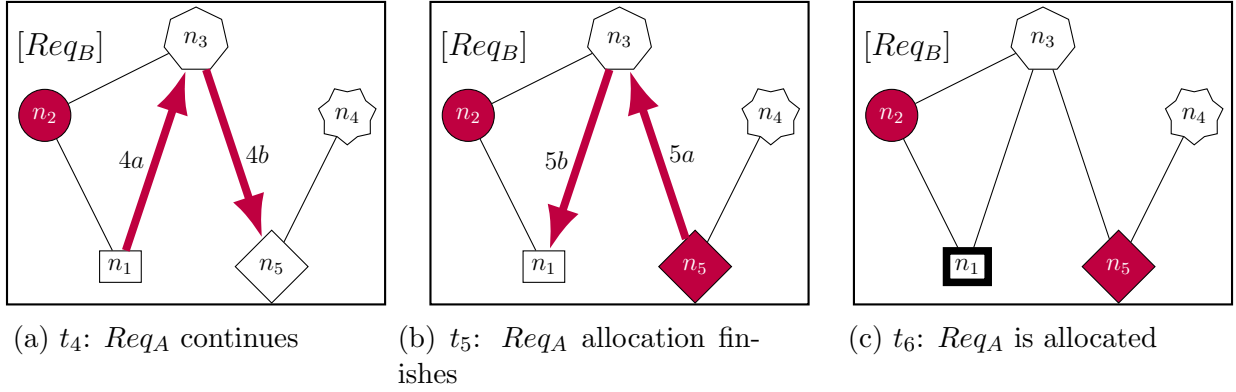 [Req_B]
n_3
n_2
n_4
4a
4b
n_1
n_5
(a) t_4: Req_A continues
[Req_B]
n_3
n_2
n_4
5b
5a
n_1
n_5
(b) t_5: Req_A allocation fin-
ishes
[Req_B]
n_3
n_2
n_4
n_1
n_5
(c) t_6: Req_A is allocated